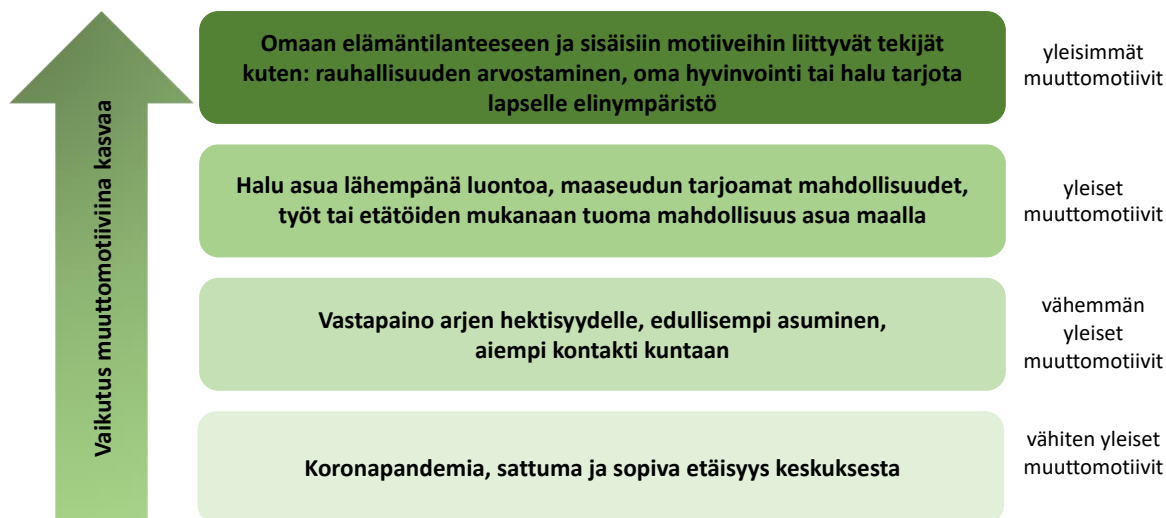 Vaikutus muuttomotiivina kasvaa
Omaan elämäntilanteeseen ja sisäisiin motiiveihin liittyvät tekijät
kuten: rauhallisuuden arvostaminen, oma hyvinvointi tai halu tarjota
lapselle elinympäristö
yleisimmät
muuttomotiivit
Halu asua lähempänä luontoa, maaseudun tarjoamat mahdollisuudet,
työt tai etätöiden mukanaan tuoma mahdollisuus asua maalla
yleiset
muuttomotiivit
Vastapaino arjen hektisyydelle, edullisempi asuminen,
aiempi kontakti kuntaan
vähemmän
yleiset
muuttomotiivit
Koronapandemia, sattuma ja sopiva etäisyys keskuksesta
vähiten yleiset
muuttomotiivit